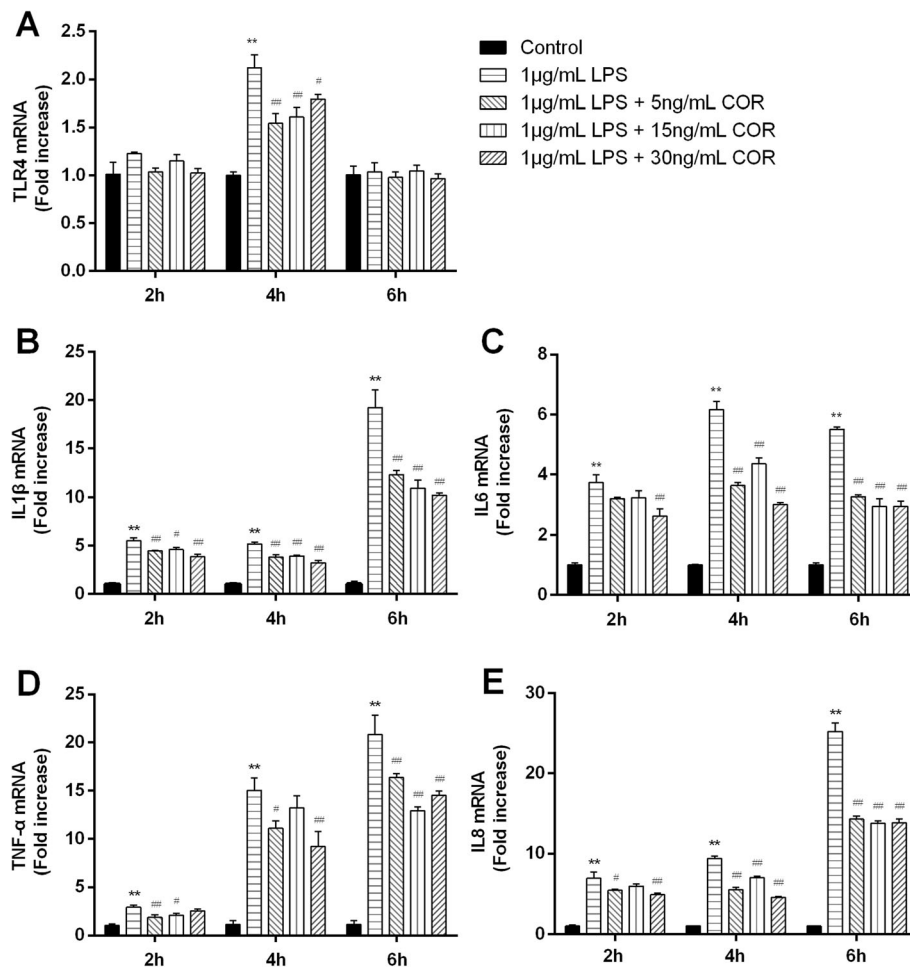 A
TLR4 mRNA
(Fold increase)
2.5
2.0
1.5
1.0
0.5
0.0
**
##
##
#
2h
4h
6h
Control
1µg/mL LPS
1µg/mL LPS + 5ng/mL COR
1µg/mL LPS + 15ng/mL COR
1µg/mL LPS + 30ng/mL COR
B
IL1β mRNA
(Fold increase)
25
20
15
10
5
0
**
##
#
##
**
##
##
##
**
##
##
##
2h
4h
6h
C
IL6 mRNA
(Fold increase)
8
6
4
2
0
**
##
**
##
##
##
**
##
##
##
2h
4h
6h
D
TNF-α mRNA
(Fold increase)
25
20
15
10
5
0
**
##
#
**
#
##
**
##
##
##
2h
4h
6h
E
IL8 mRNA
(Fold increase)
30
20
10
0
**
#
##
**
##
##
##
**
##
##
##
2h
4h
6h